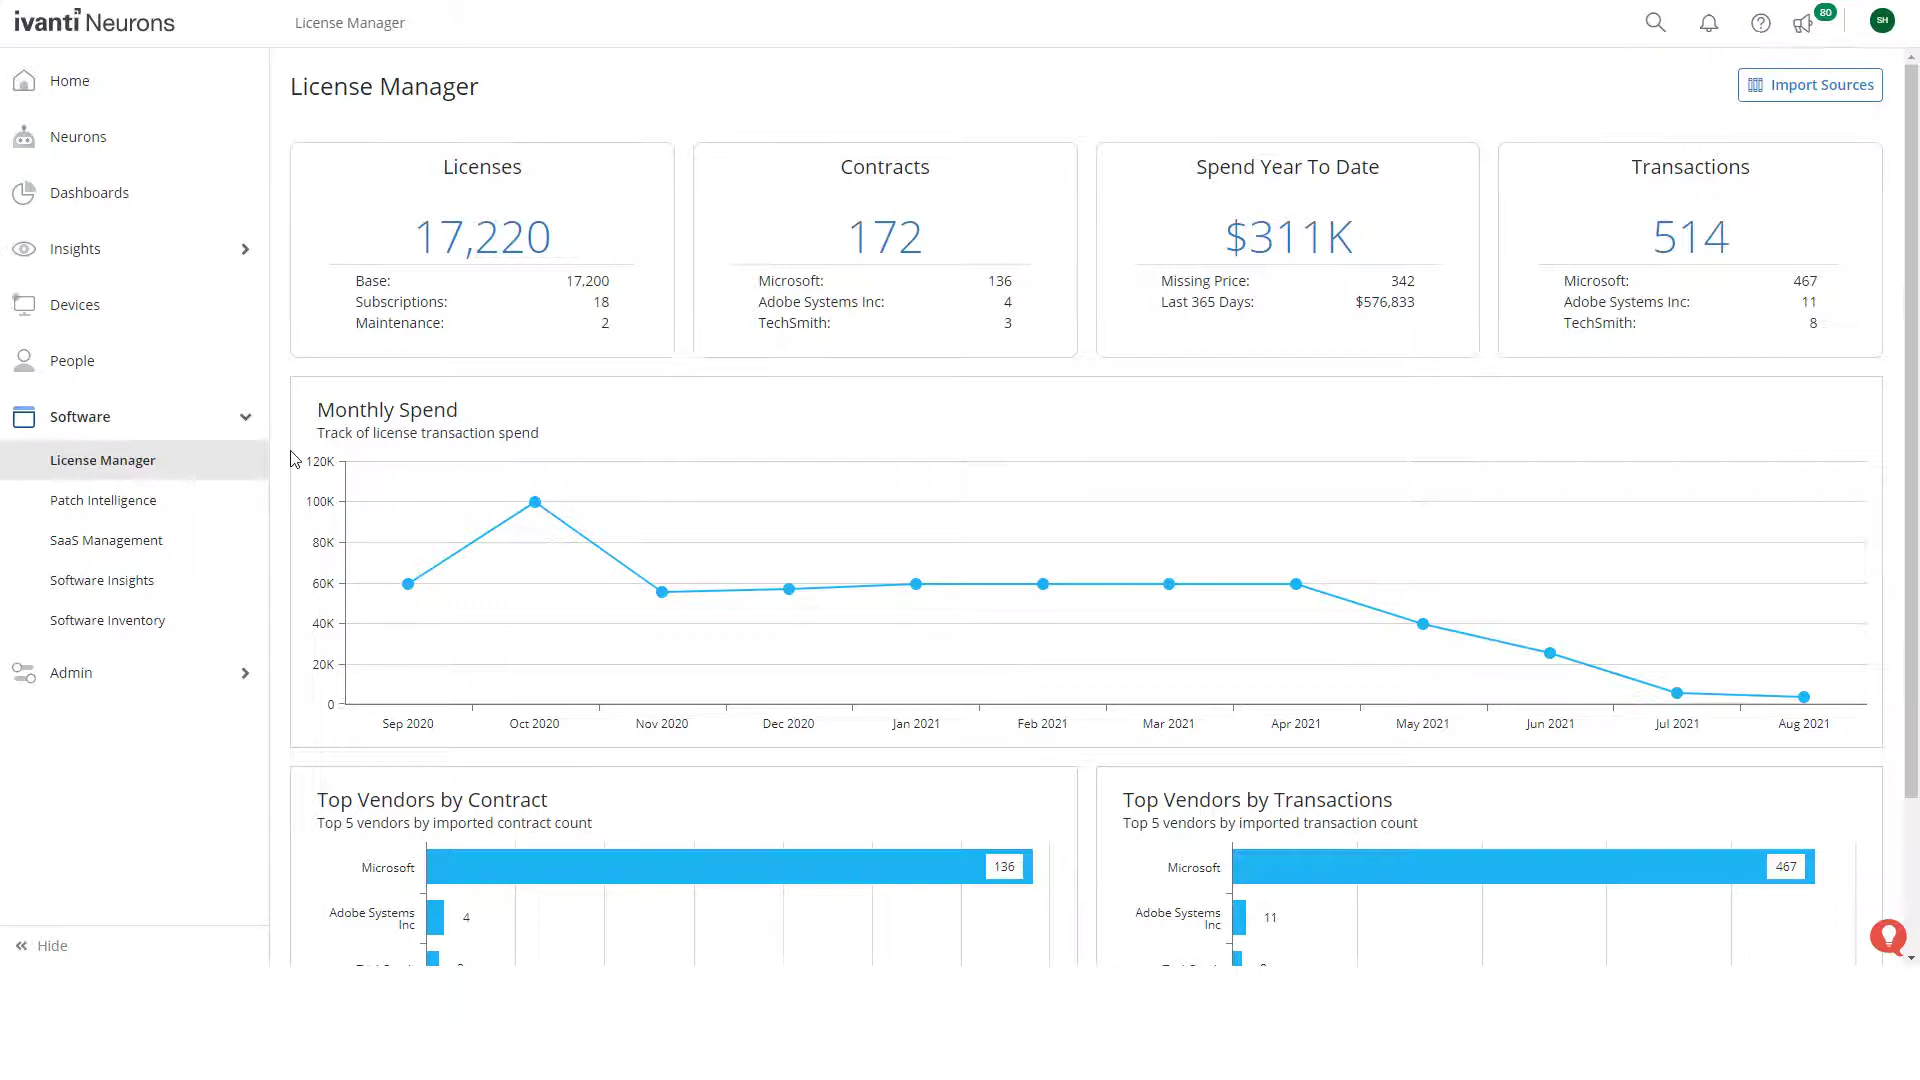 ivanti Neurons
License Manager
80
SH
Home
Neurons
Dashboards
Insights
Devices
People
Software
License Manager
Patch Intelligence
SaaS Management
Software Insights
Software Inventory
Admin
Hide
License Manager
Import Sources
Licenses
17,220
Base: 17,200
Subscriptions: 18
Maintenance: 2
Contracts
172
Microsoft: 136
Adobe Systems Inc: 4
TechSmith: 3
Spend Year To Date
$311K
Missing Price: 342
Last 365 Days: $576,833
Transactions
514
Microsoft: 467
Adobe Systems Inc: 11
TechSmith: 8
Monthly Spend
Track of license transaction spend
120K
100K
80K
60K
40K
20K
0
Sep 2020 Oct 2020 Nov 2020 Dec 2020 Jan 2021 Feb 2021 Mar 2021 Apr 2021 May 2021 Jun 2021 Jul 2021 Aug 2021
Top Vendors by Contract
Top 5 vendors by imported contract count
Microsoft 136
Adobe Systems
Inc 4
Top Vendors by Transactions
Top 5 vendors by imported transaction count
Microsoft 467
Adobe Systems
Inc 11